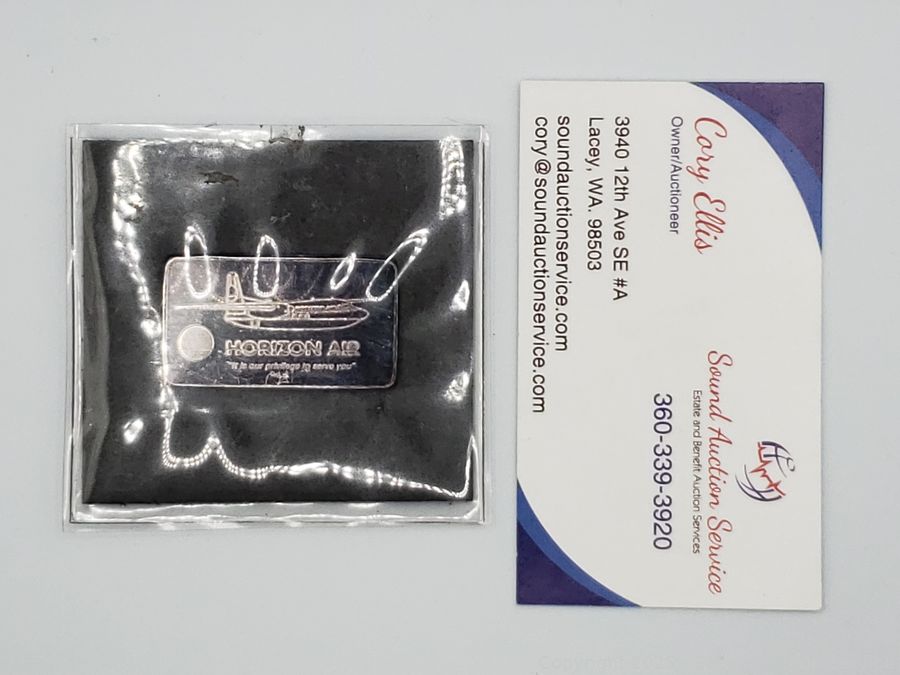 HORIZON AIR
"It is our privilege to serve you"
Cory Ellis
Owner/Auctioneer
3940 12th Ave SE #A
Lacey, WA. 98503
soundauctionservice.com
cory@soundauctionservice.com
Sound Auction Service
Estate and Benefit Auction Services
360-339-3920